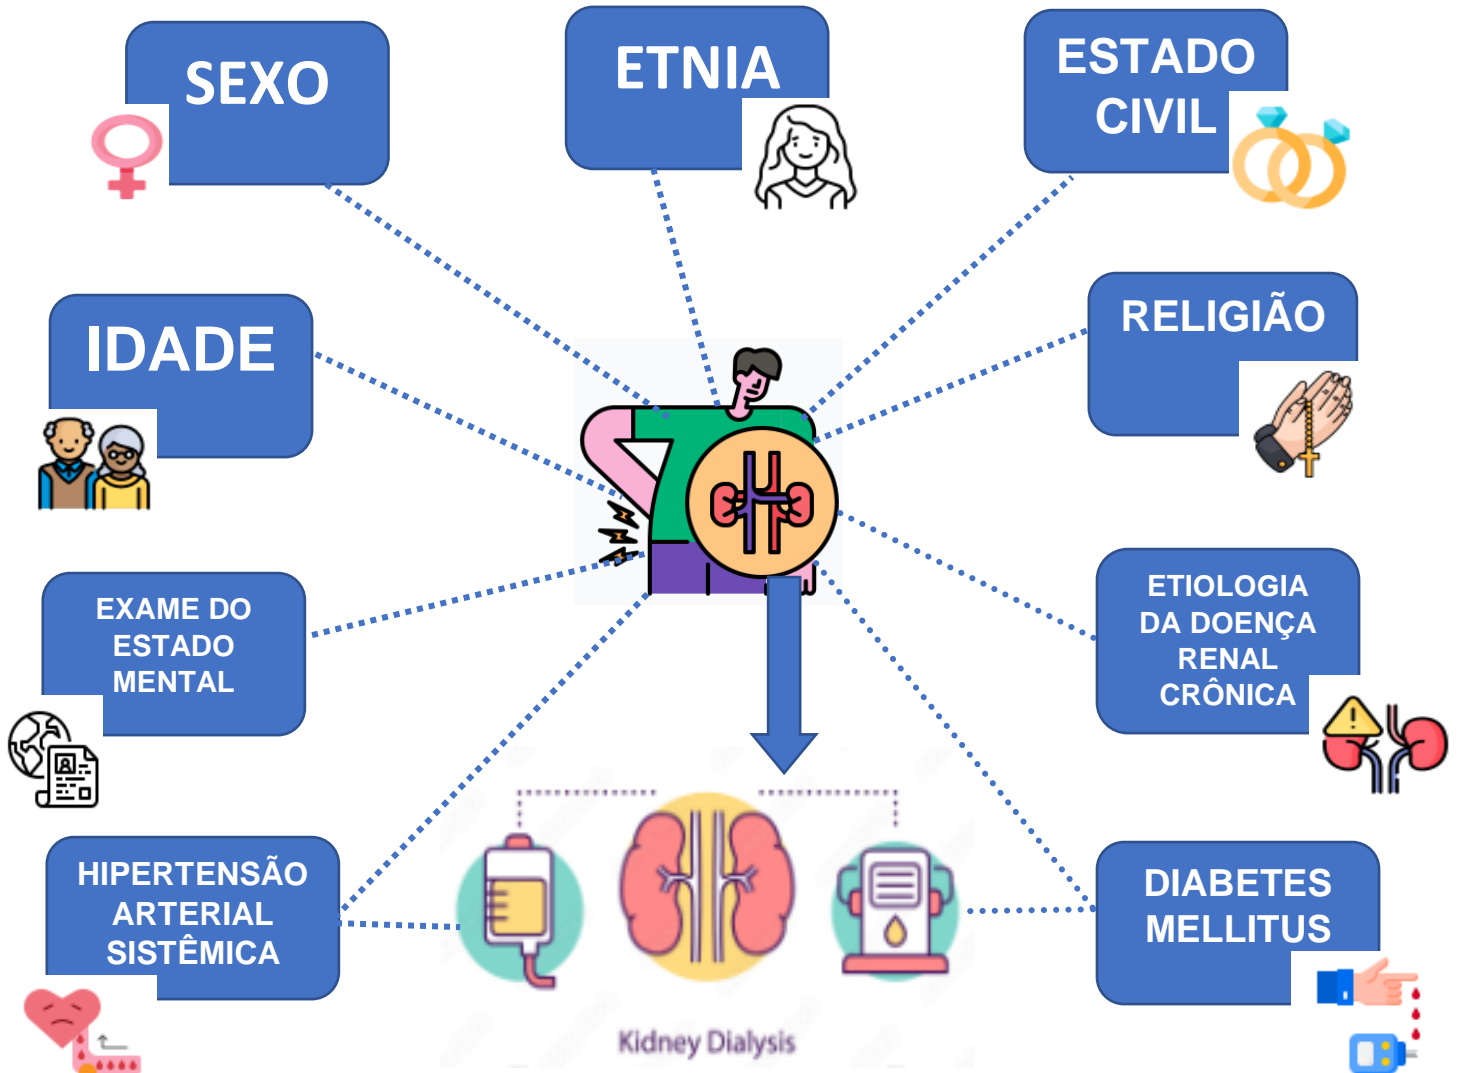 SEXO
ETNIA
ESTADO
CIVIL
IDADE
RELIGIÃO
EXAME DO
ESTADO
MENTAL
ETIOLOGIA
DA DOENÇA
RENAL
CRÔNICA
HIPERTENSÃO
ARTERIAL
SISTÊMICA
DIABETES
MELLITUS
Kidney Dialysis